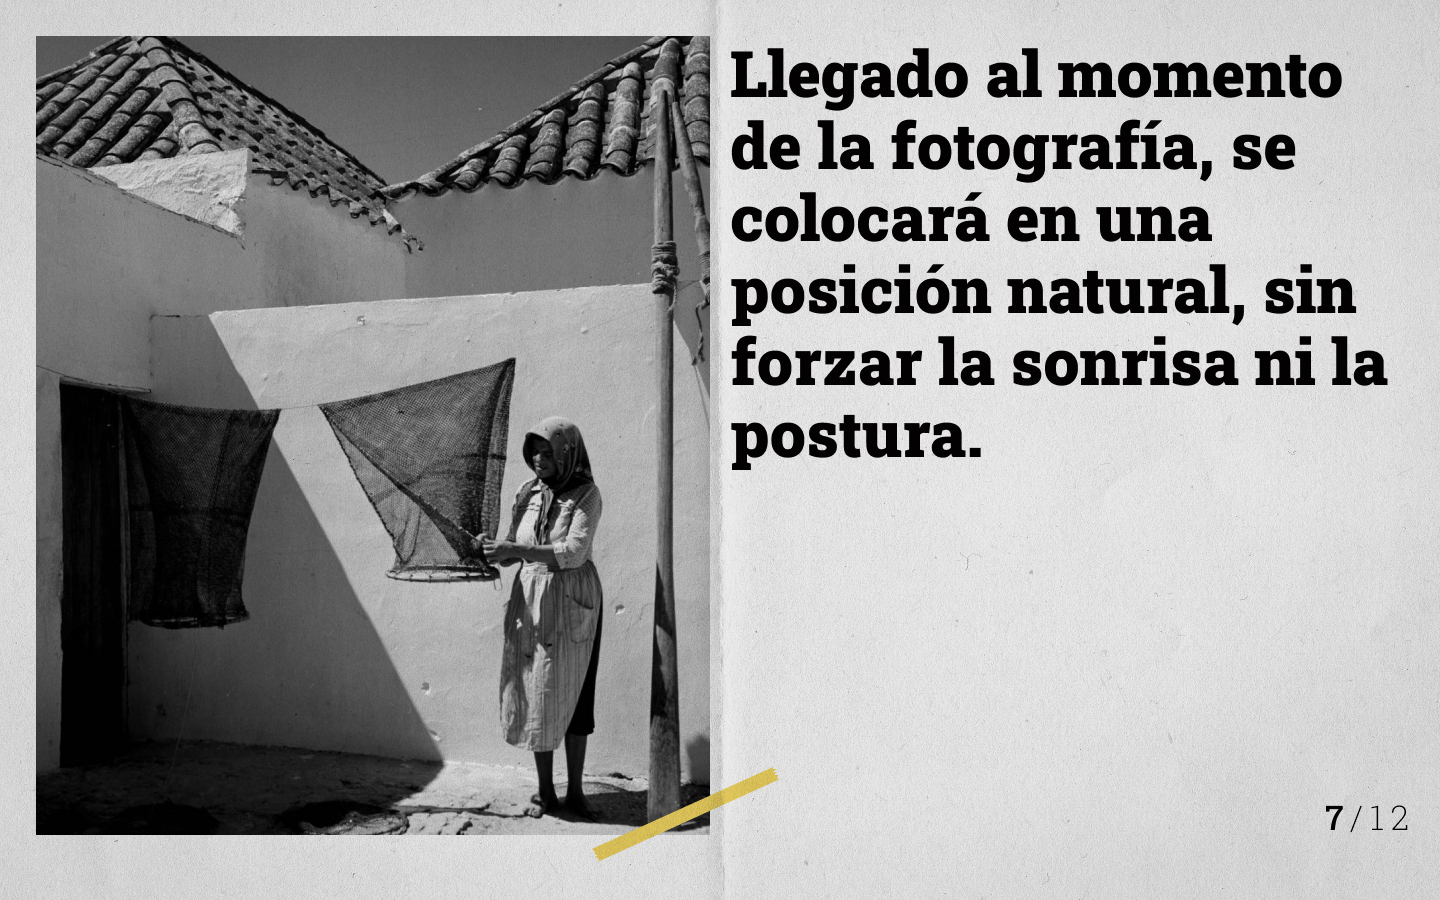 Llegado al momento
de la fotografía, se
colocará en una
posición natural, sin
forzar la sonrisa ni la
postura.
7/12